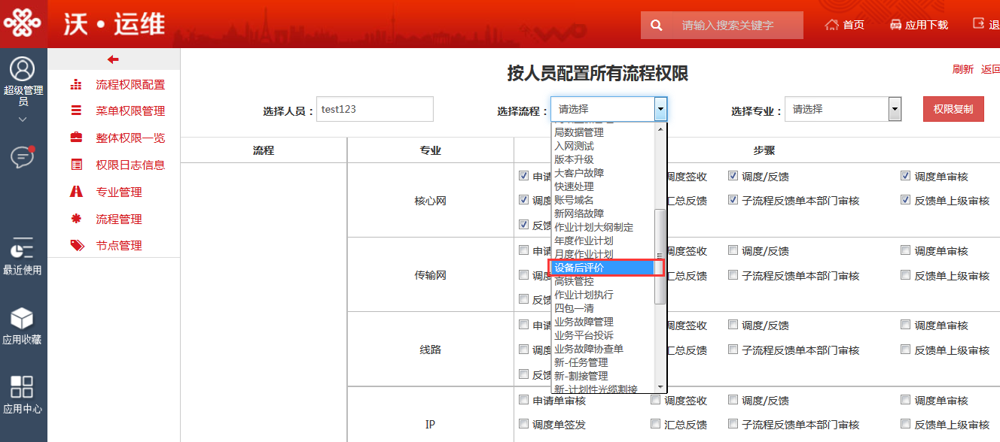 沃·运维
请输入搜索关键字
首页
应用下载
退
超级管理员
最近使用
应用收藏
应用中心
流程权限配置
菜单权限管理
整体权限一览
权限日志信息
专业管理
流程管理
节点管理
按人员配置所有流程权限
刷新 返回
选择人员： test123 选择流程： 请选择 选择专业： 请选择 权限复制
局数据管理
入网测试
版本升级
大客户故障
快速处理
账号域名
新网络故障
作业计划大纲制定
年度作业计划
月度作业计划
设备后评价
高铁管控
作业计划执行
四包一清
业务故障管理
业务平台投诉
业务故障协查单
新-任务管理
新-割接管理
新-计划性光缆割接
流程 专业 步骤
核心网
申请 调度签收 调度/反馈 调度单审核
调度 汇总反馈 子流程反馈单本部门审核 反馈单上级审核
反馈
传输网
申请 调度签收 调度/反馈 调度单审核
调度 汇总反馈 子流程反馈单本部门审核 反馈单上级审核
反馈
线路
申请 调度签收 调度/反馈 调度单审核
调度 汇总反馈 子流程反馈单本部门审核 反馈单上级审核
反馈
IP
申请单审核 调度签收 调度/反馈 调度单审核
调度单签发 汇总反馈 子流程反馈单本部门审核 反馈单上级审核